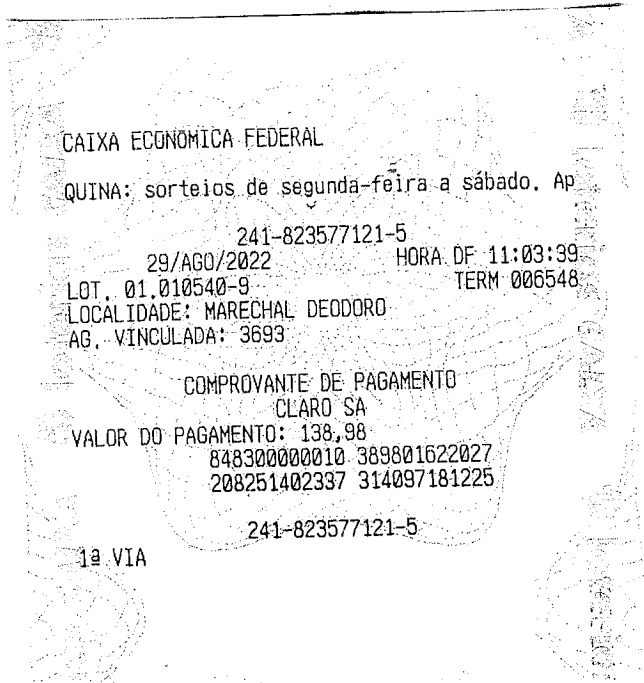 CAIXA ECONOMICA FEDERAL
QUINA: sorteios de segunda-feira a sábado. Ap
241-823577121-5
29/AGO/2022 HORA DF 11:03:39
LOT. 01.010540-9 TERM 006548
LOCALIDADE: MARECHAL DEODORO
AG. VINCULADA: 3693
COMPROVANTE DE PAGAMENTO
CLARO SA
VALOR DO PAGAMENTO: 138,98
848300000010 389801622027
208251402337 314097181225
241-823577121-5
1ª VIA